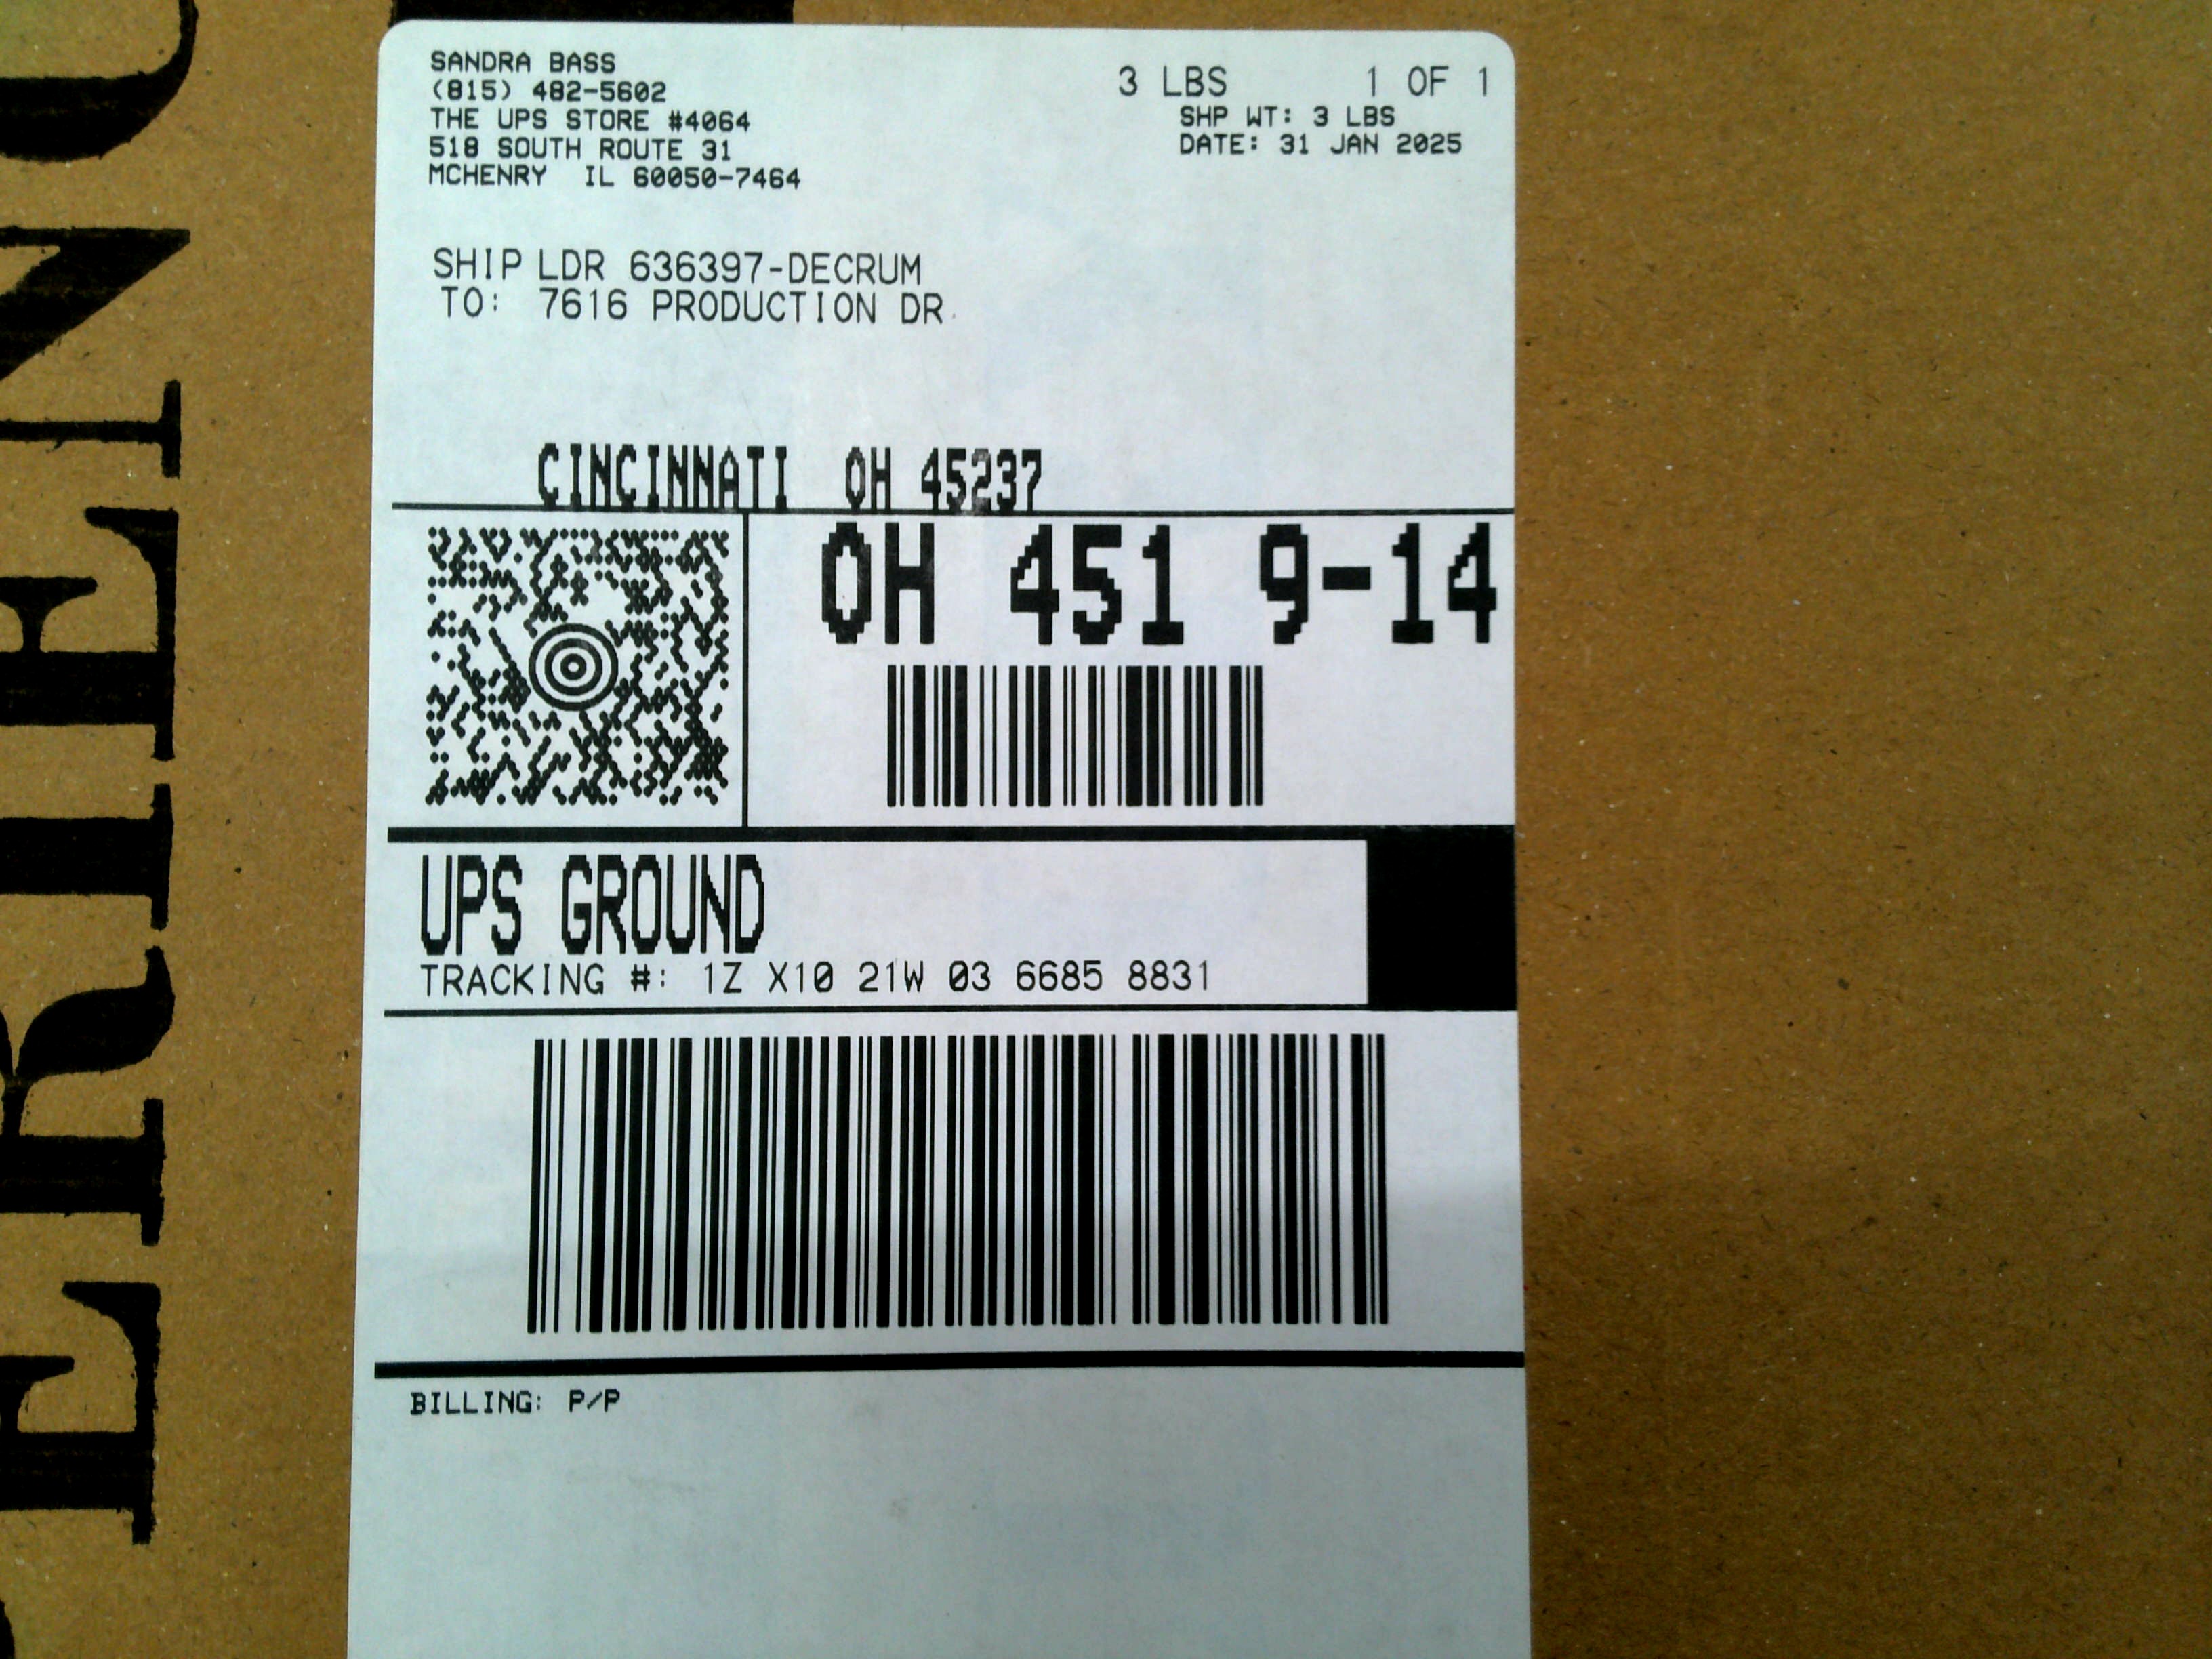 SANDRA BASS
(815) 482-5602
THE UPS STORE #4064
518 SOUTH ROUTE 31
MCHENRY IL 60050-7464
3 LBS 1 OF 1
SHP WT: 3 LBS
DATE: 31 JAN 2025
SHIP LDR 636397-DECRUM
TO: 7616 PRODUCTION DR
CINCINNATI OH 45237
OH 451 9-14
UPS GROUND
TRACKING #: 1Z X10 21W 03 6685 8831
BILLING: P/P